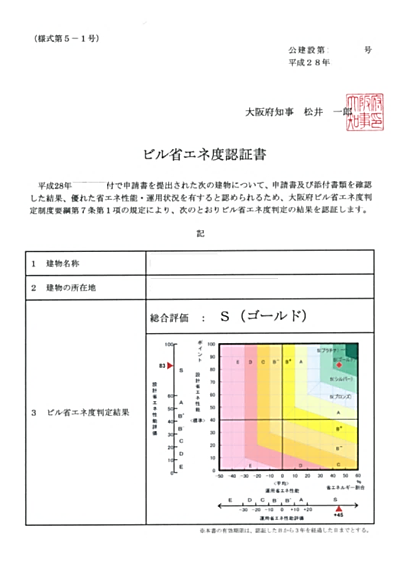 (様式第5-1号)
公建設第 号
平成28年
大阪府知事 松井 一郎
ビル省エネ度認証書
平成28年 付で申請書を提出された次の建物について、申請書及び添付書類を確認
した結果、優れた省エネ性能・運用状況を有すると認められるため、大阪府ビル省エネ度判
定制度要綱第7条第1項の規定により、次のとおりビル省エネ度判定の結果を認証します。
記
1 建物名称
2 建物の所在地
3 ビル省エネ度判定結果
総合評価 : S (ゴールド)
100
83
S
60
A
50
B+
40
B-
C
D
E
0
設計省エネ性能評価
ポイント
設計省エネ性能
(標準)
100
90
80
70
60
50
40
30
20
10
0
E D C B- B+ A
S(プラチナ)
S(ゴールド)
S(シルバー)
S(ブロンズ)
A
B+
B-
C
D
-50 -40 -30 -20 -10 0 10 20 30 40 50 60
(平均) 省エネルギー割合
運用省エネ性能
E D C B- B+ A S
-30 -20 -10 +10 +20
+45
運用省エネ性能評価
※本書の有効期限は、認証した日から3年を経過した日までとする。